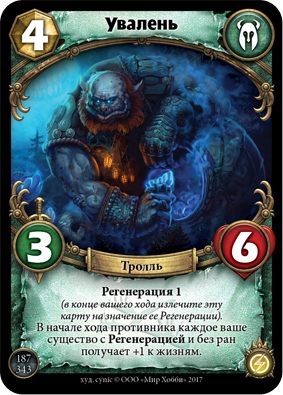 Увалень
4
3
6
Тролль
Регенерация 1
(в конце вашего хода излечите эту
карту на значение ее Регенерации).
В начале хода противника каждое ваше
существо с Регенерацией и без ран
получает +1 к жизням.
187
343
худ. cynic © ООО «Мир Хобби» 2017